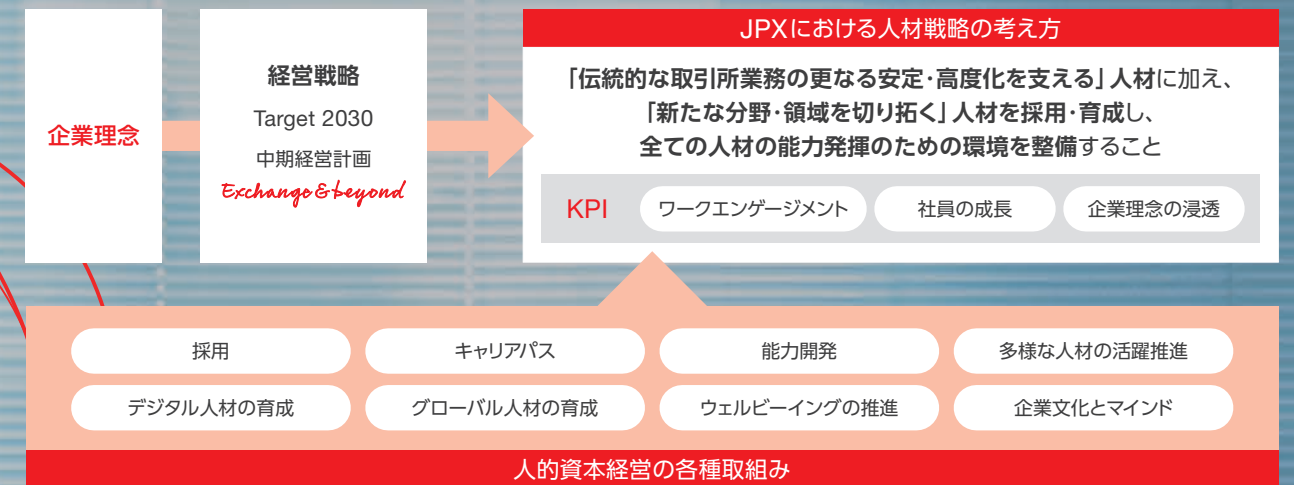 企業理念
経営戦略
Target 2030
中期経営計画
Exchange & beyond
JPXにおける人材戦略の考え方
「伝統的な取引所業務の更なる安定・高度化を支える」人材に加え、
「新たな分野・領域を切り拓く」人材を採用・育成し、
全ての人材の能力発揮のための環境を整備すること
KPI ワークエンゲージメント 社員の成長 企業理念の浸透
採用 キャリアパス 能力開発 多様な人材の活躍推進
デジタル人材の育成 グローバル人材の育成 ウェルビーイングの推進 企業文化とマインド
人的資本経営の各種取組み